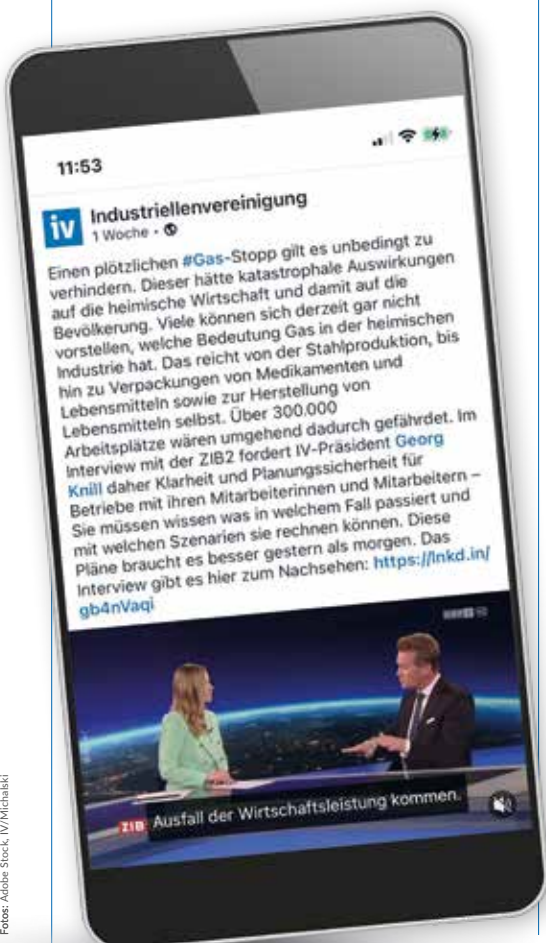 11:53
iv
Industriellenvereinigung
1 Woche •
Einen plötzlichen #Gas-Stopp gilt es unbedingt zu
verhindern. Dieser hätte katastrophale Auswirkungen
auf die heimische Wirtschaft und damit auf die
Bevölkerung. Viele können sich derzeit gar nicht
vorstellen, welche Bedeutung Gas in der heimischen
Industrie hat. Das reicht von der Stahlproduktion, bis
hin zu Verpackungen von Medikamenten und
Lebensmitteln sowie zur Herstellung von
Lebensmitteln selbst. Über 300.000
Arbeitsplätze wären umgehend dadurch gefährdet. Im
Interview mit der ZIB2 fordert IV-Präsident Georg
Knill daher Klarheit und Planungssicherheit für
Betriebe mit ihren Mitarbeiterinnen und Mitarbeitern –
Sie müssen wissen was in welchem Fall passiert und
mit welchen Szenarien sie rechnen können. Diese
Pläne braucht es besser gestern als morgen. Das
Interview gibt es hier zum Nachsehen: https://lnkd.in/
gb4nVaqi
ZIB Ausfall der Wirtschaftsleistung kommen.
Fotos: Adobe Stock, IV/Michalski